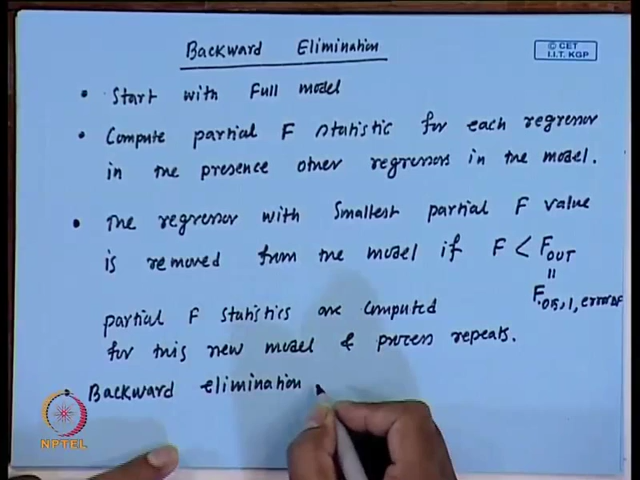 Backward Elimination
© CET
I.I.T. KGP
• Start with Full model
• Compute partial F statistic for each regressor
in the presence other regressors in the model.
• The regressor with Smallest partial F value
is removed from the model if F < F_OUT
=
F.05,1, error DF
partial F Statistics are computed
for this new model & process repeats.
Backward elimination
NPTEL